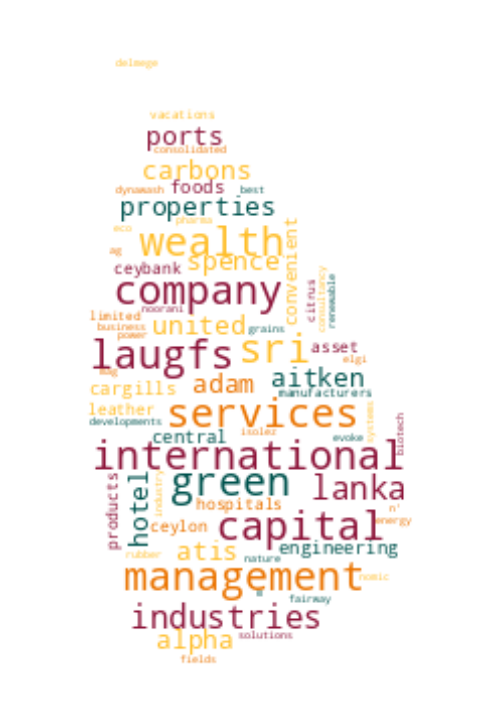 delmege
vacations
ports
consolidated
carbons
dynawash foods best
properties
pharma
eco
wealth
convenient
ag
spence
ceybank
citrus
consultancy
renewable
company
noorani
limited
business
united
grains
power
laugfs
sri
asset
elgi
adam
aitken
cargills
manufacturers
leather
services
developments
systems
central
isolez
evoke
biotech
international
products
hotel
industry
green
lanka
hospitals
n'
ceylon
capital
energy
rubber
atis
engineering
nature
management
nomic
fairway
industries
alpha
solutions
fields